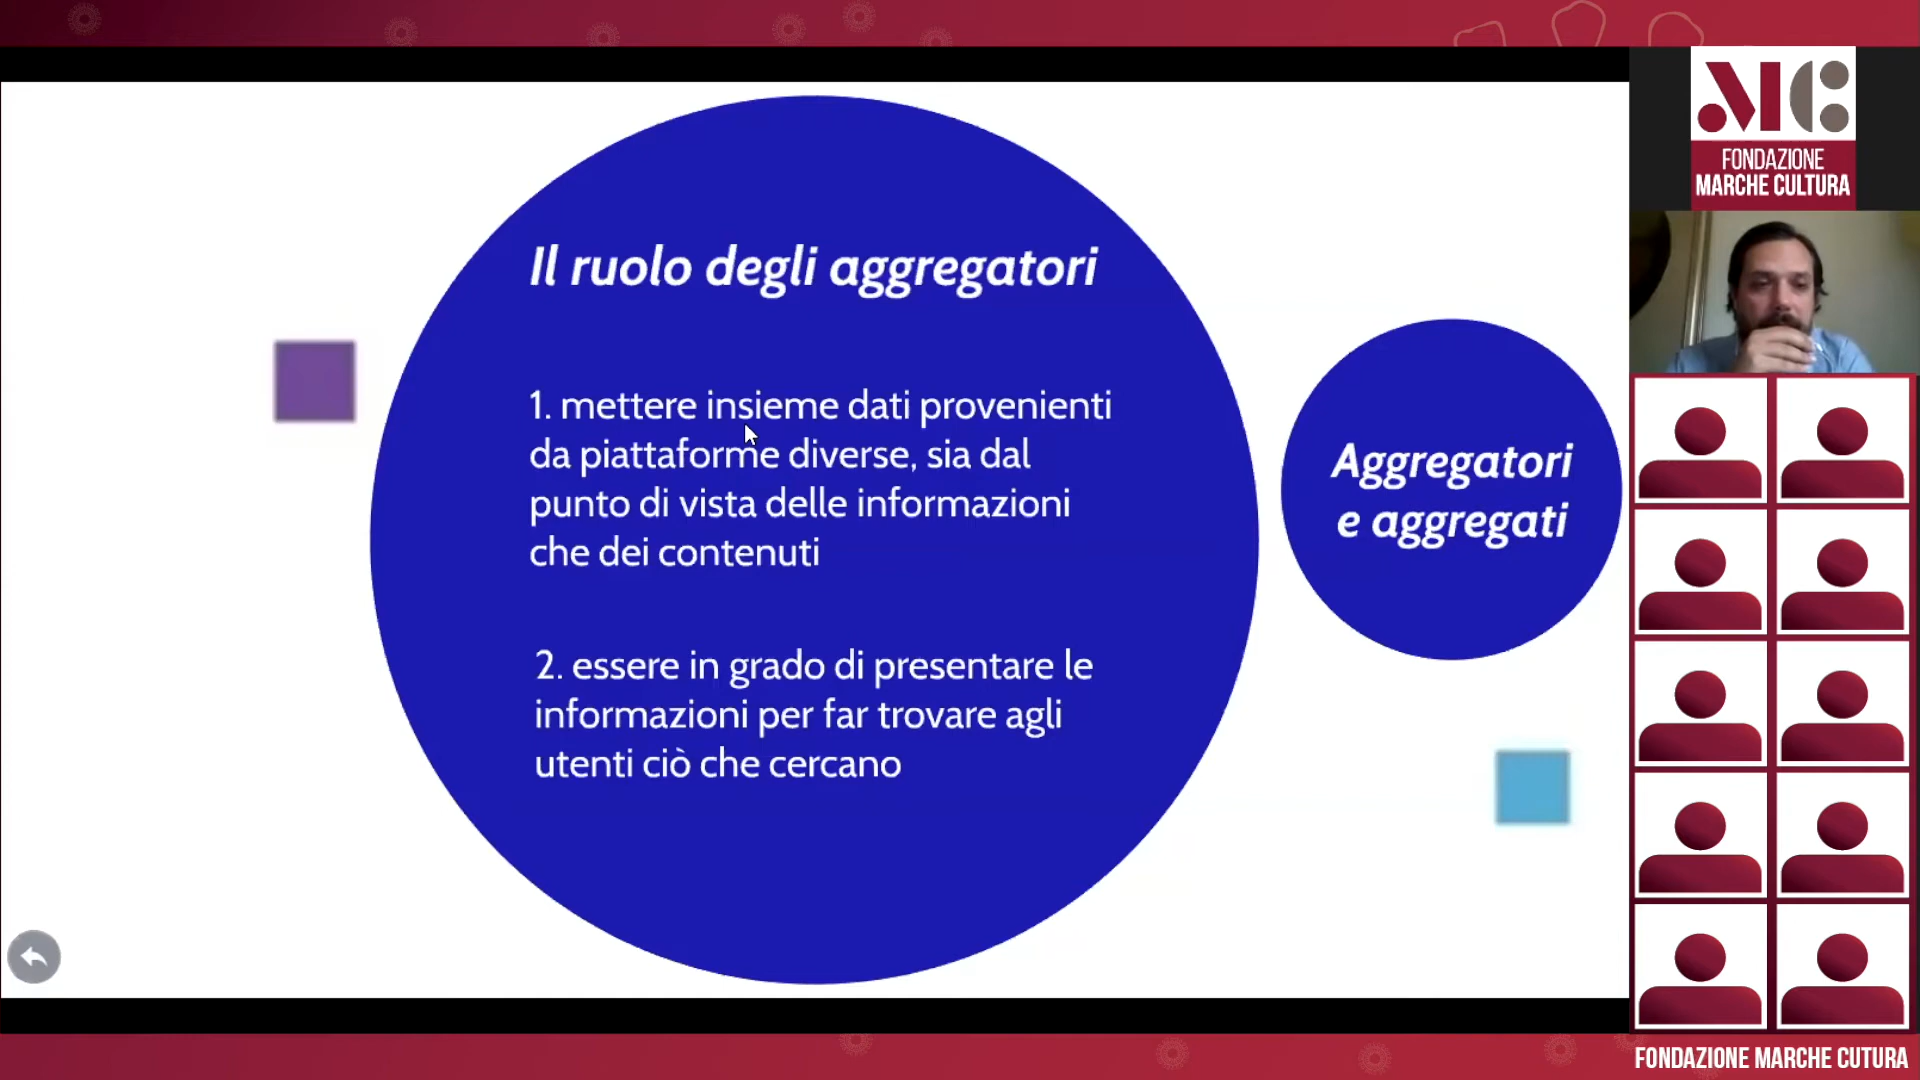 Il ruolo degli aggregatori
1. mettere insieme dati provenienti
da piattaforme diverse, sia dal
punto di vista delle informazioni
che dei contenuti
2. essere in grado di presentare le
informazioni per far trovare agli
utenti ciò che cercano
Aggregatori
e aggregati
MC
FONDAZIONE
MARCHE CULTURA
FONDAZIONE MARCHE CUTURA